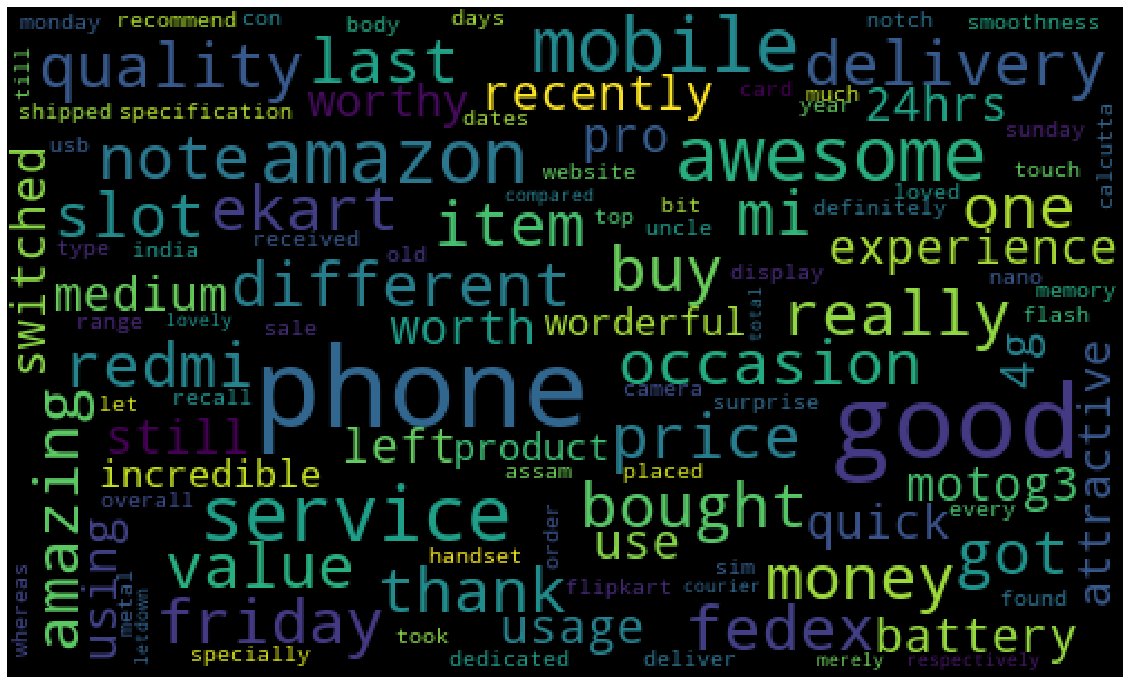 monday recommend con body days notch smoothness
till quality last mobile delivery
shipped specification worthy recently card much year 24hrs
usb note amazon dates pro awesome sunday calcutta
switched slot ekart website item compared top bit uncle mi loved definitely one touch
type india received old different buy display experience nano
medium range lovely sale worth worderful total really memory flash
redmi phone occasion 4g attractive
amazing let recall camera surprise good
still left product price
incredible assam placed motog3
overall service bought every
using value handset order use quick got
whereas metal letdown friday thank flipkart sim courier money found
took usage fedex battery
specially dedicated deliver merely respectively